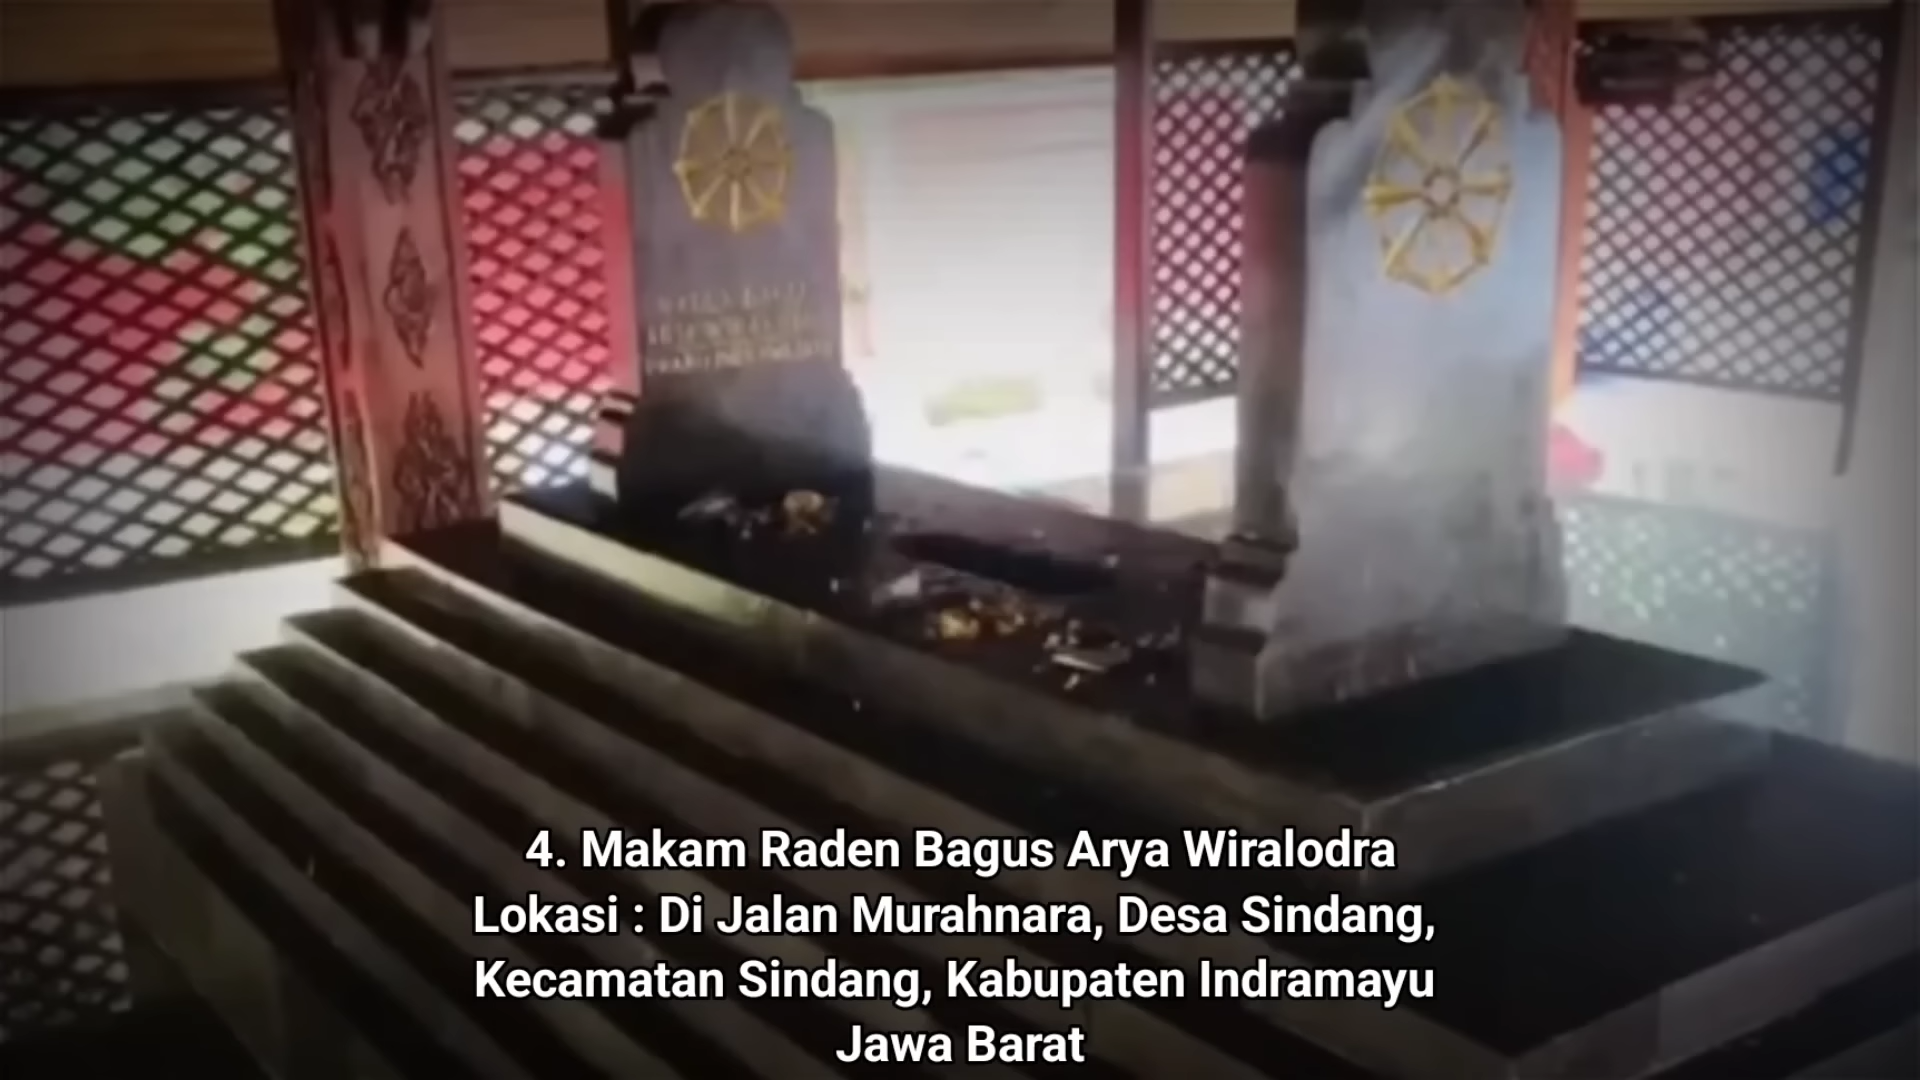 4. Makam Raden Bagus Arya Wiralodra
Lokasi : Di Jalan Murahnara, Desa Sindang,
Kecamatan Sindang, Kabupaten Indramayu
Jawa Barat